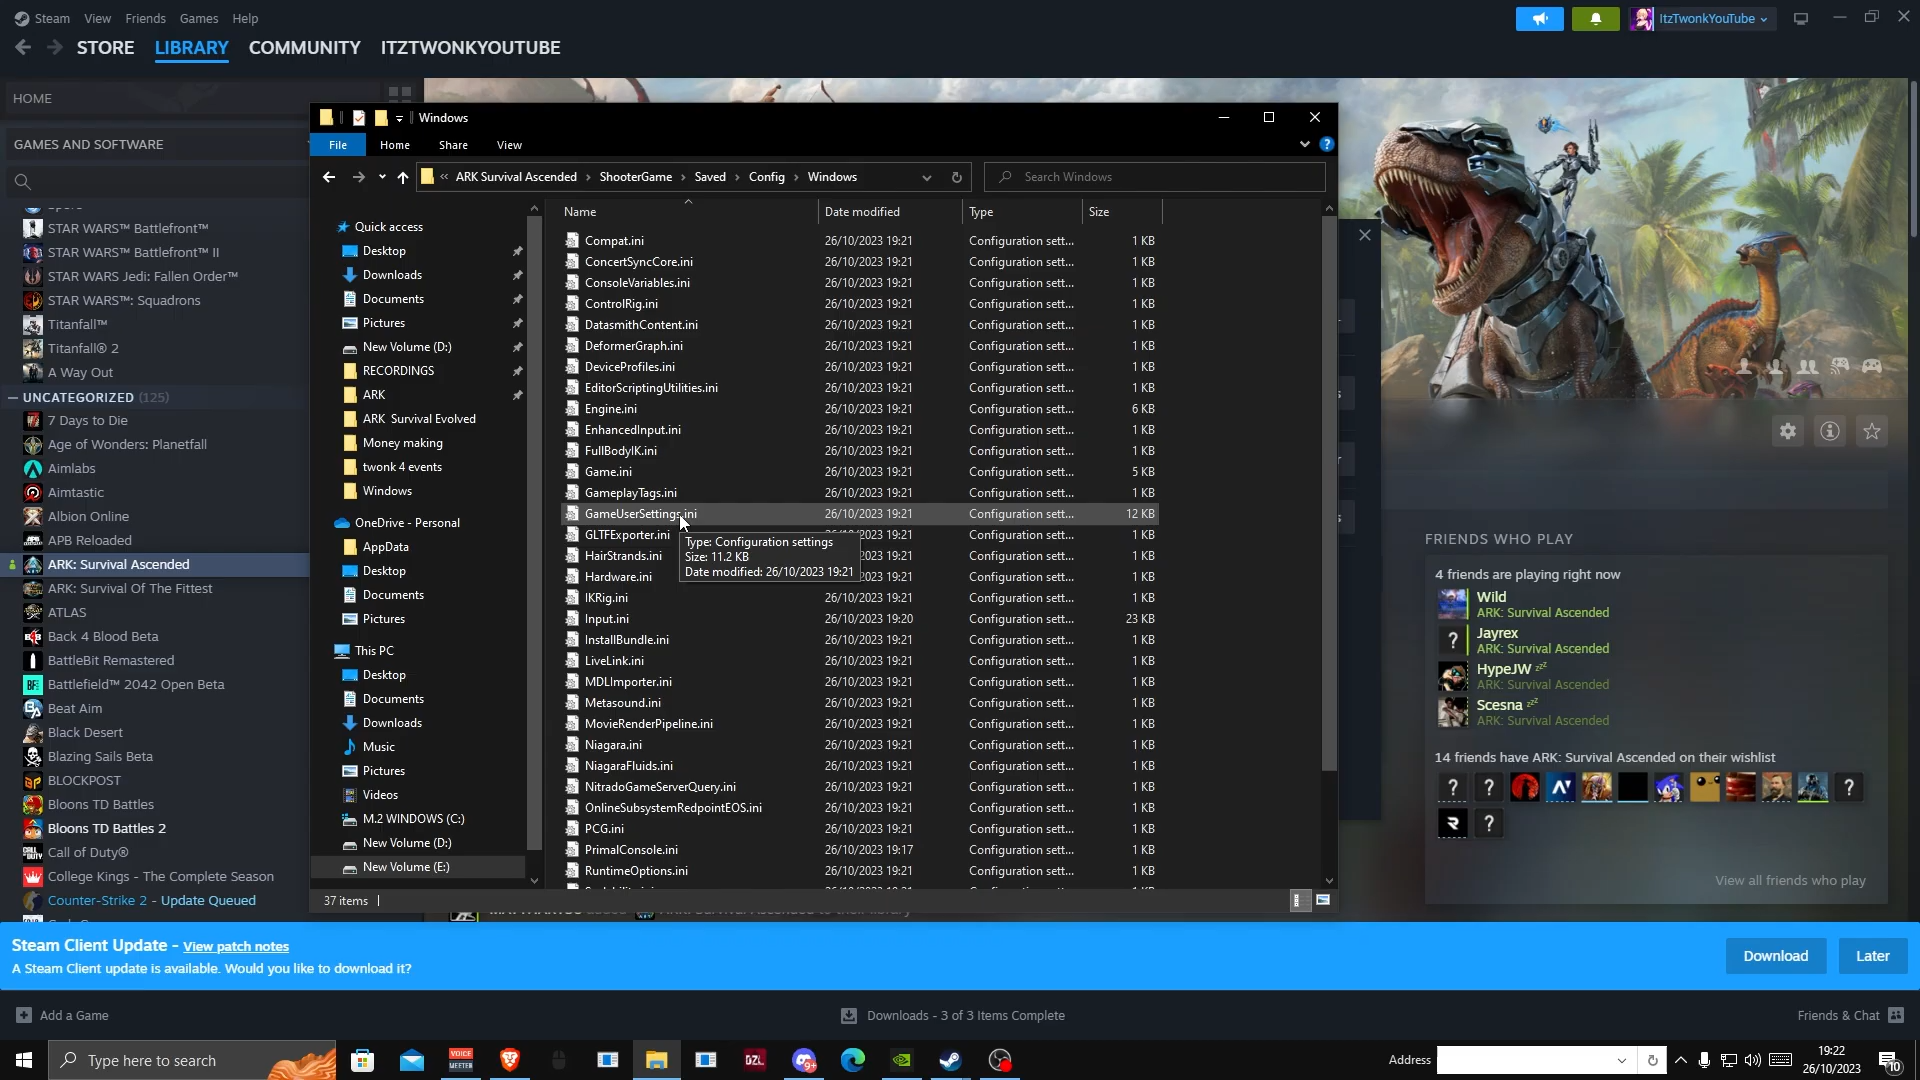 Steam View Friends Games Help
ItzTwonkYouTube
STORE LIBRARY COMMUNITY ITZTWONKYOUTUBE
HOME
GAMES AND SOFTWARE
STAR WARS™ Battlefront™
STAR WARS™ Battlefront™ II
STAR WARS Jedi: Fallen Order™
STAR WARS™: Squadrons
Titanfall™
Titanfall® 2
A Way Out
UNCATEGORIZED (125)
7 Days to Die
Age of Wonders: Planetfall
Aimlabs
Aimtastic
Albion Online
APB Reloaded
ARK: Survival Ascended
ARK: Survival Of The Fittest
ATLAS
Back 4 Blood Beta
BattleBit Remastered
Battlefield™ 2042 Open Beta
Beat Aim
Black Desert
Blazing Sails Beta
BLOCKPOST
Bloons TD Battles
Bloons TD Battles 2
Call of Duty®
College Kings - The Complete Season
Counter-Strike 2 - Update Queued
Windows
File Home Share View
« ARK Survival Ascended › ShooterGame › Saved › Config › Windows
Search Windows
Quick access
Desktop
Downloads
Documents
Pictures
New Volume (D:)
RECORDINGS
ARK
ARK Survival Evolved
Money making
twonk 4 events
Windows
OneDrive - Personal
AppData
Desktop
Documents
Pictures
This PC
Desktop
Documents
Downloads
Music
Pictures
Videos
M.2 WINDOWS (C:)
New Volume (D:)
New Volume (E:)
Name Date modified Type Size
Compat.ini 26/10/2023 19:21 Configuration sett... 1 KB
ConcertSyncCore.ini 26/10/2023 19:21 Configuration sett... 1 KB
ConsoleVariables.ini 26/10/2023 19:21 Configuration sett... 1 KB
ControlRig.ini 26/10/2023 19:21 Configuration sett... 1 KB
DatasmithContent.ini 26/10/2023 19:21 Configuration sett... 1 KB
DeformerGraph.ini 26/10/2023 19:21 Configuration sett... 1 KB
DeviceProfiles.ini 26/10/2023 19:21 Configuration sett... 1 KB
EditorScriptingUtilities.ini 26/10/2023 19:21 Configuration sett... 1 KB
Engine.ini 26/10/2023 19:21 Configuration sett... 6 KB
EnhancedInput.ini 26/10/2023 19:21 Configuration sett... 1 KB
FullBodyIK.ini 26/10/2023 19:21 Configuration sett... 1 KB
Game.ini 26/10/2023 19:21 Configuration sett... 5 KB
GameplayTags.ini 26/10/2023 19:21 Configuration sett... 1 KB
GameUserSettings.ini 26/10/2023 19:21 Configuration sett... 12 KB
GLTFExporter.ini Configuration sett... 1 KB
HairStrands.ini 2023 19:21 Configuration sett... 1 KB
Hardware.ini 2023 19:21 Configuration sett... 1 KB
Type: Configuration settings
Size: 11.2 KB
Date modified: 26/10/2023 19:21
IKRig.ini 26/10/2023 19:21 Configuration sett... 1 KB
Input.ini 26/10/2023 19:20 Configuration sett... 23 KB
InstallBundle.ini 26/10/2023 19:21 Configuration sett... 1 KB
LiveLink.ini 26/10/2023 19:21 Configuration sett... 1 KB
MDLImporter.ini 26/10/2023 19:21 Configuration sett... 1 KB
Metasound.ini 26/10/2023 19:21 Configuration sett... 1 KB
MovieRenderPipeline.ini 26/10/2023 19:21 Configuration sett... 1 KB
Niagara.ini 26/10/2023 19:21 Configuration sett... 1 KB
NiagaraFluids.ini 26/10/2023 19:21 Configuration sett... 1 KB
NitradoGameServerQuery.ini 26/10/2023 19:21 Configuration sett... 1 KB
OnlineSubsystemRedpointEOS.ini 26/10/2023 19:21 Configuration sett... 1 KB
PCG.ini 26/10/2023 19:21 Configuration sett... 1 KB
PrimalConsole.ini 26/10/2023 19:17 Configuration sett... 1 KB
RuntimeOptions.ini 26/10/2023 19:21 Configuration sett... 1 KB
37 items
FRIENDS WHO PLAY
4 friends are playing right now
Wild
ARK: Survival Ascended
Jayrex
ARK: Survival Ascended
HypeJW zzz
ARK: Survival Ascended
Scesna zzz
ARK: Survival Ascended
14 friends have ARK: Survival Ascended on their wishlist
View all friends who play
Steam Client Update - View patch notes
A Steam Client update is available. Would you like to download it?
Download Later
Add a Game
Downloads - 3 of 3 Items Complete
Friends & Chat
Type here to search
VOICE MEETER
DZL
9+
Address
19:22
26/10/2023
10